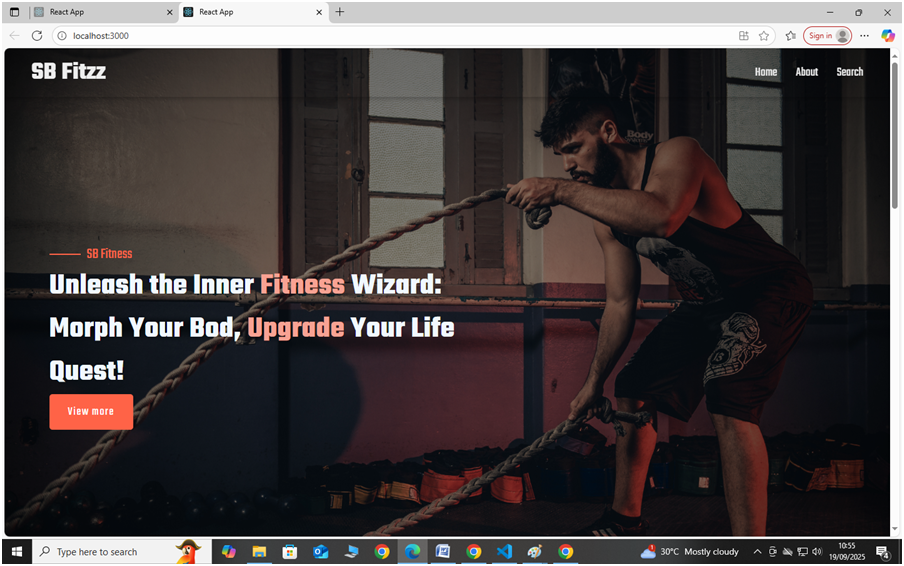 React App
React App
localhost:3000
Sign in
SB Fitzz
Home About Search
Body
SB Fitness
Unleash the Inner Fitness Wizard:
Morph Your Bod, Upgrade Your Life
Quest!
View more
Type here to search
30°C Mostly cloudy
10:55
19/09/2025
4